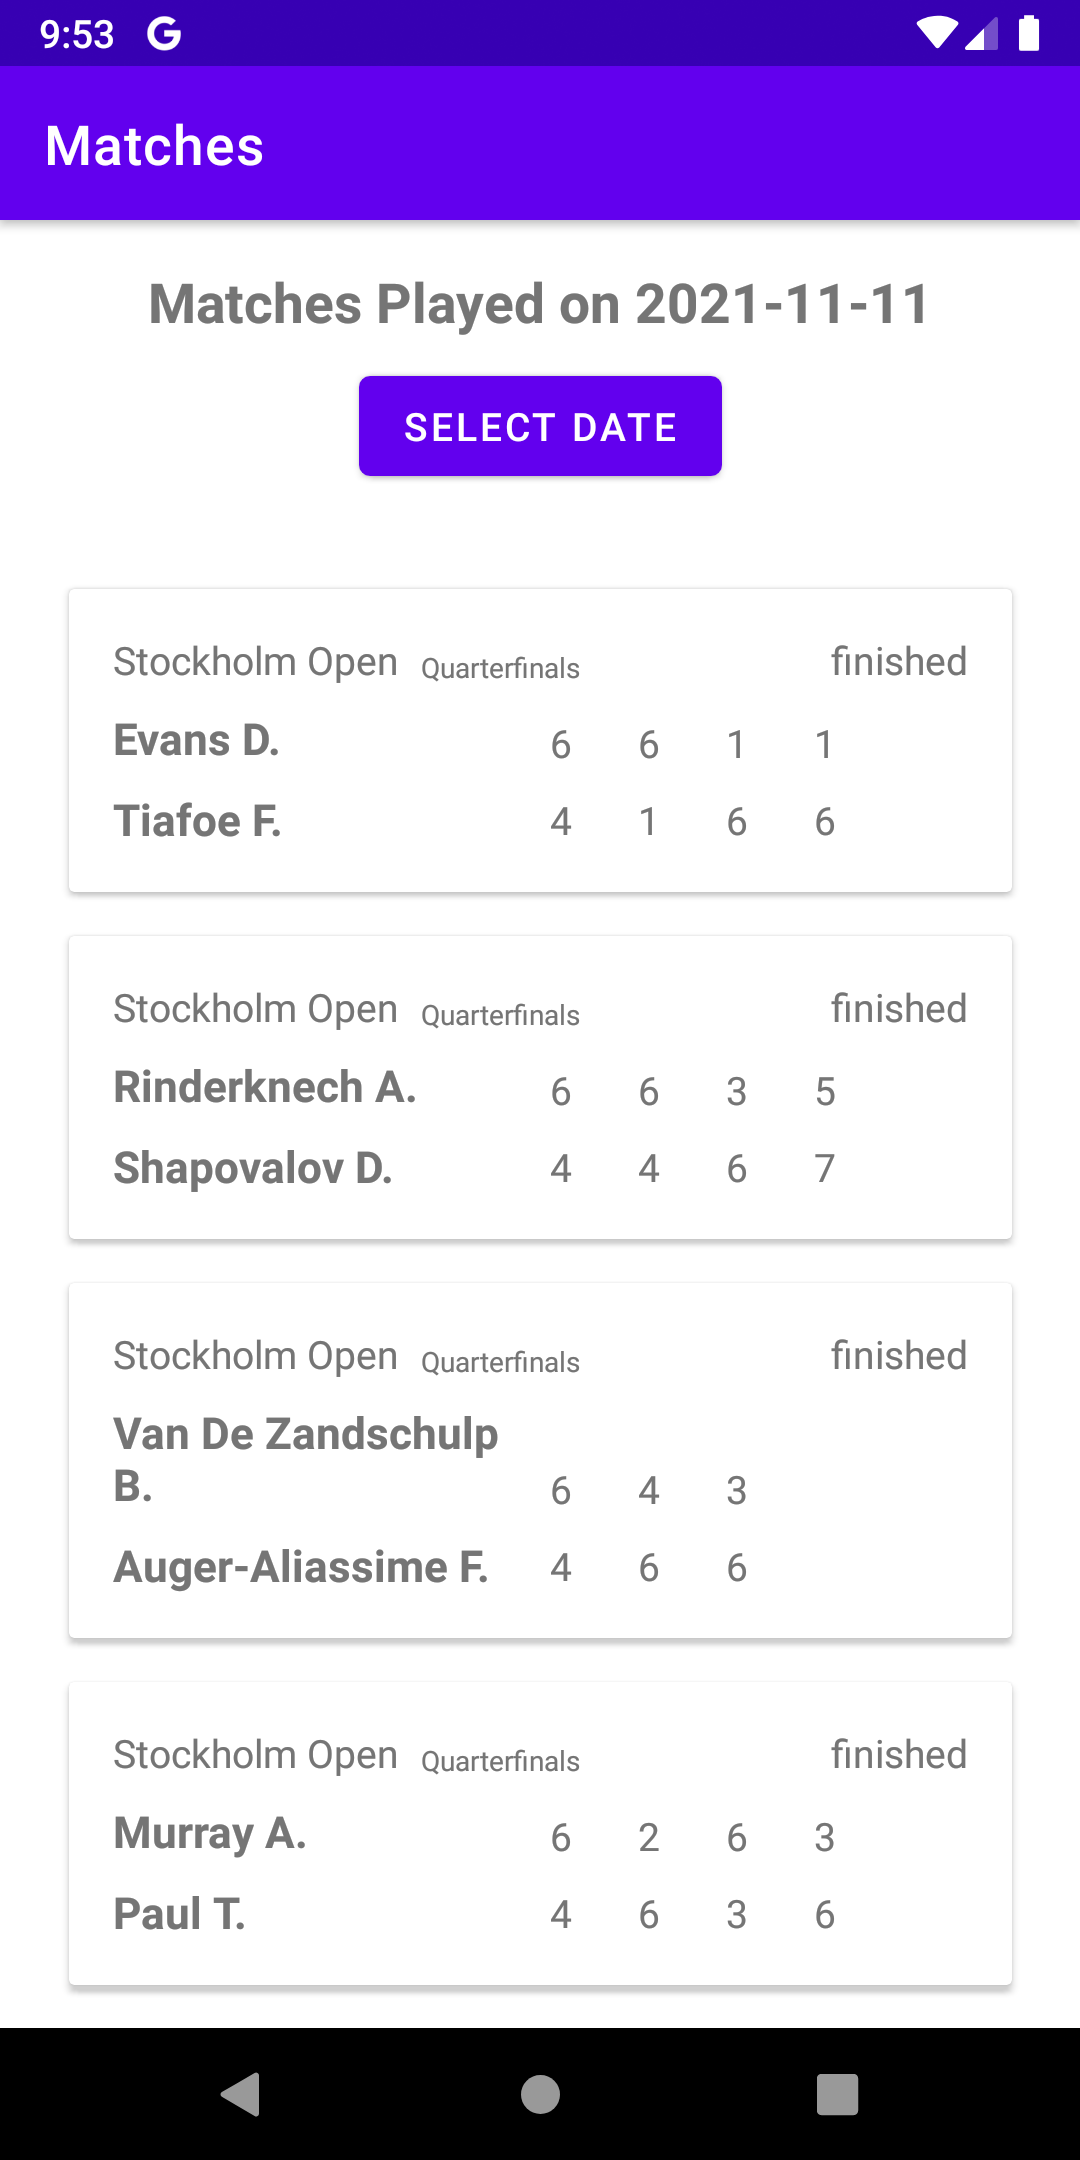 9:53
Matches
Matches Played on 2021-11-11
SELECT DATE
Stockholm Open Quarterfinals finished
Evans D. 6 6 1 1
Tiafoe F. 4 1 6 6
Stockholm Open Quarterfinals finished
Rinderknech A. 6 6 3 5
Shapovalov D. 4 4 6 7
Stockholm Open Quarterfinals finished
Van De Zandschulp
B. 6 4 3
Auger-Aliassime F. 4 6 6
Stockholm Open Quarterfinals finished
Murray A. 6 2 6 3
Paul T. 4 6 3 6